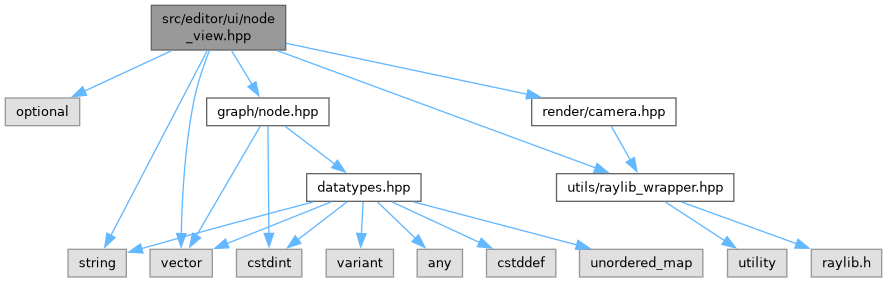 src/editor/ui/node
_view.hpp
optional
graph/node.hpp
render/camera.hpp
datatypes.hpp
utils/raylib_wrapper.hpp
string
vector
cstdint
variant
any
cstddef
unordered_map
utility
raylib.h